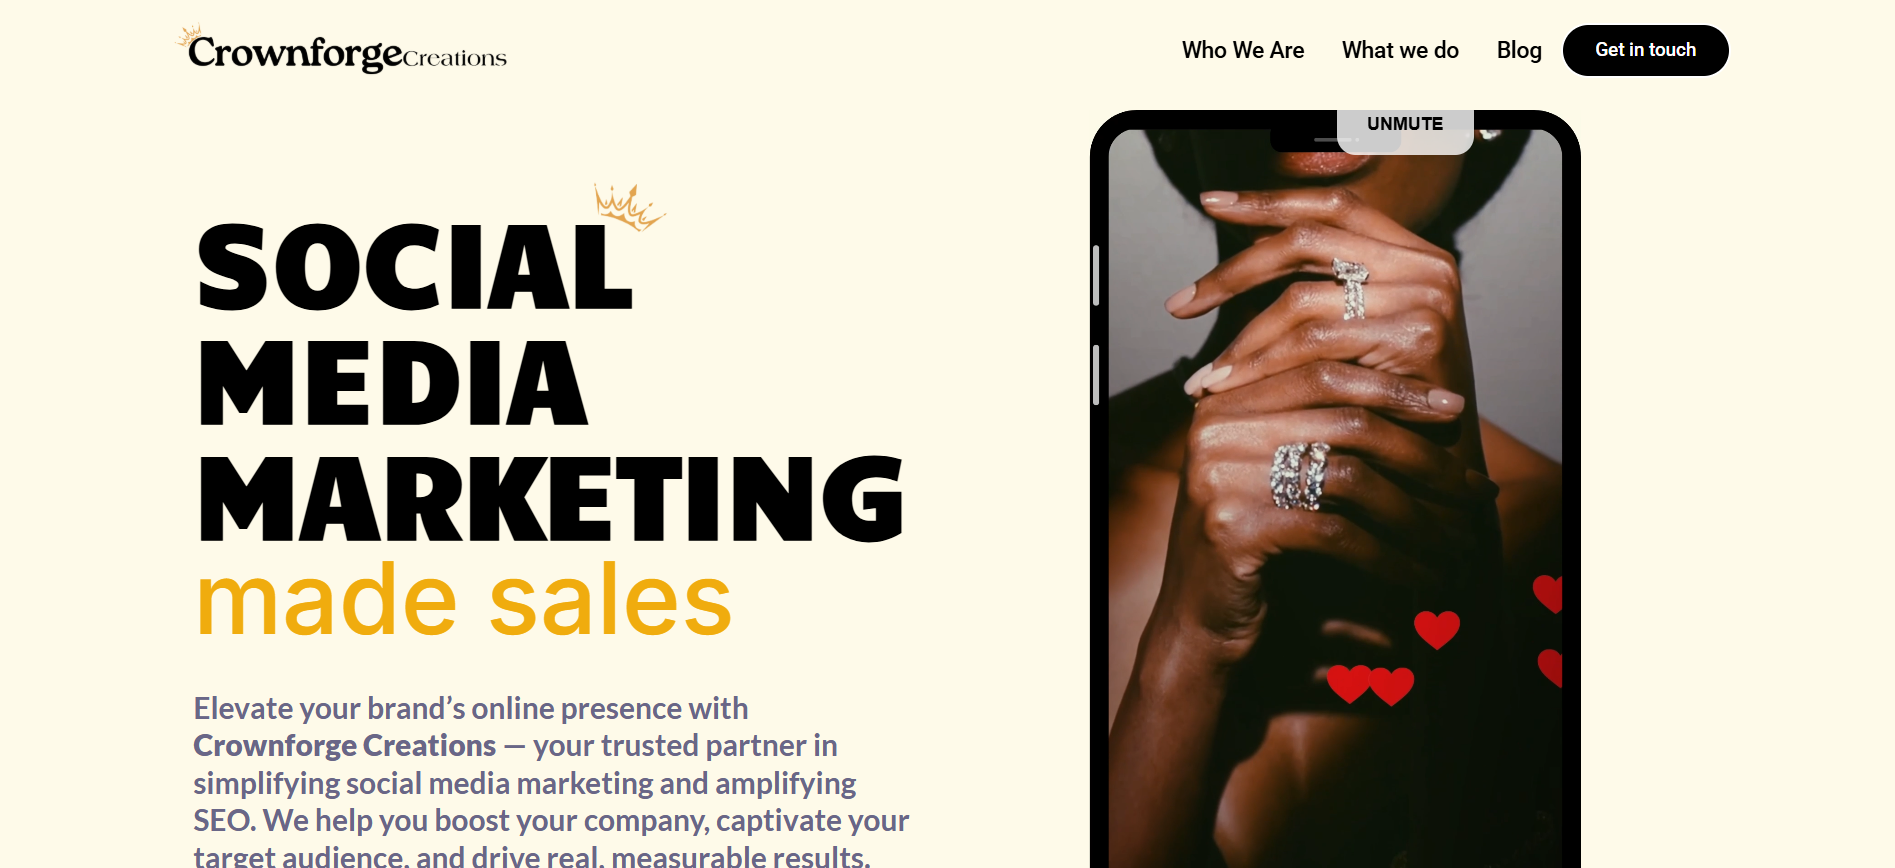 Crownforge Creations
Who We Are
What we do
Blog
Get in touch
UNMUTE
SOCIAL
MEDIA
MARKETING
made sales
Elevate your brand’s online presence with
Crownforge Creations — your trusted partner in
simplifying social media marketing and amplifying
SEO. We help you boost your company, captivate your
target audience, and drive real, measurable results.